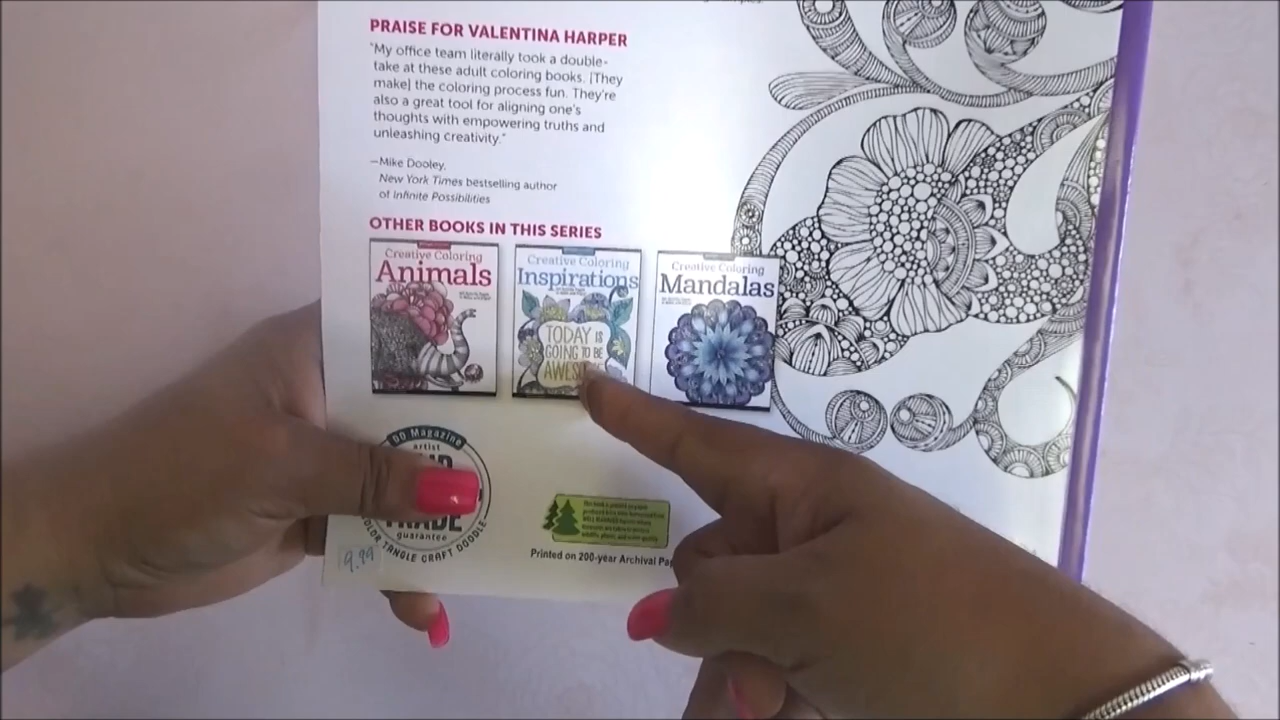 PRAISE FOR VALENTINA HARPER
"My office team literally took a double-
take at these adult coloring books. [They
make] the coloring process fun. They're
also a great tool for aligning one's
thoughts with empowering truths and
unleashing creativity."
—Mike Dooley,
New York Times bestselling author
of Infinite Possibilities
OTHER BOOKS IN THIS SERIES
Creative Coloring
Animals
Creative Coloring
Inspirations
TODAY IS
GOING TO BE
Creative Coloring
Mandalas
DO Magazine
artist
TRADE
guarantee
COLOR TANGLE CRAFT DOODLE
9.99
Printed on 200-year Archival